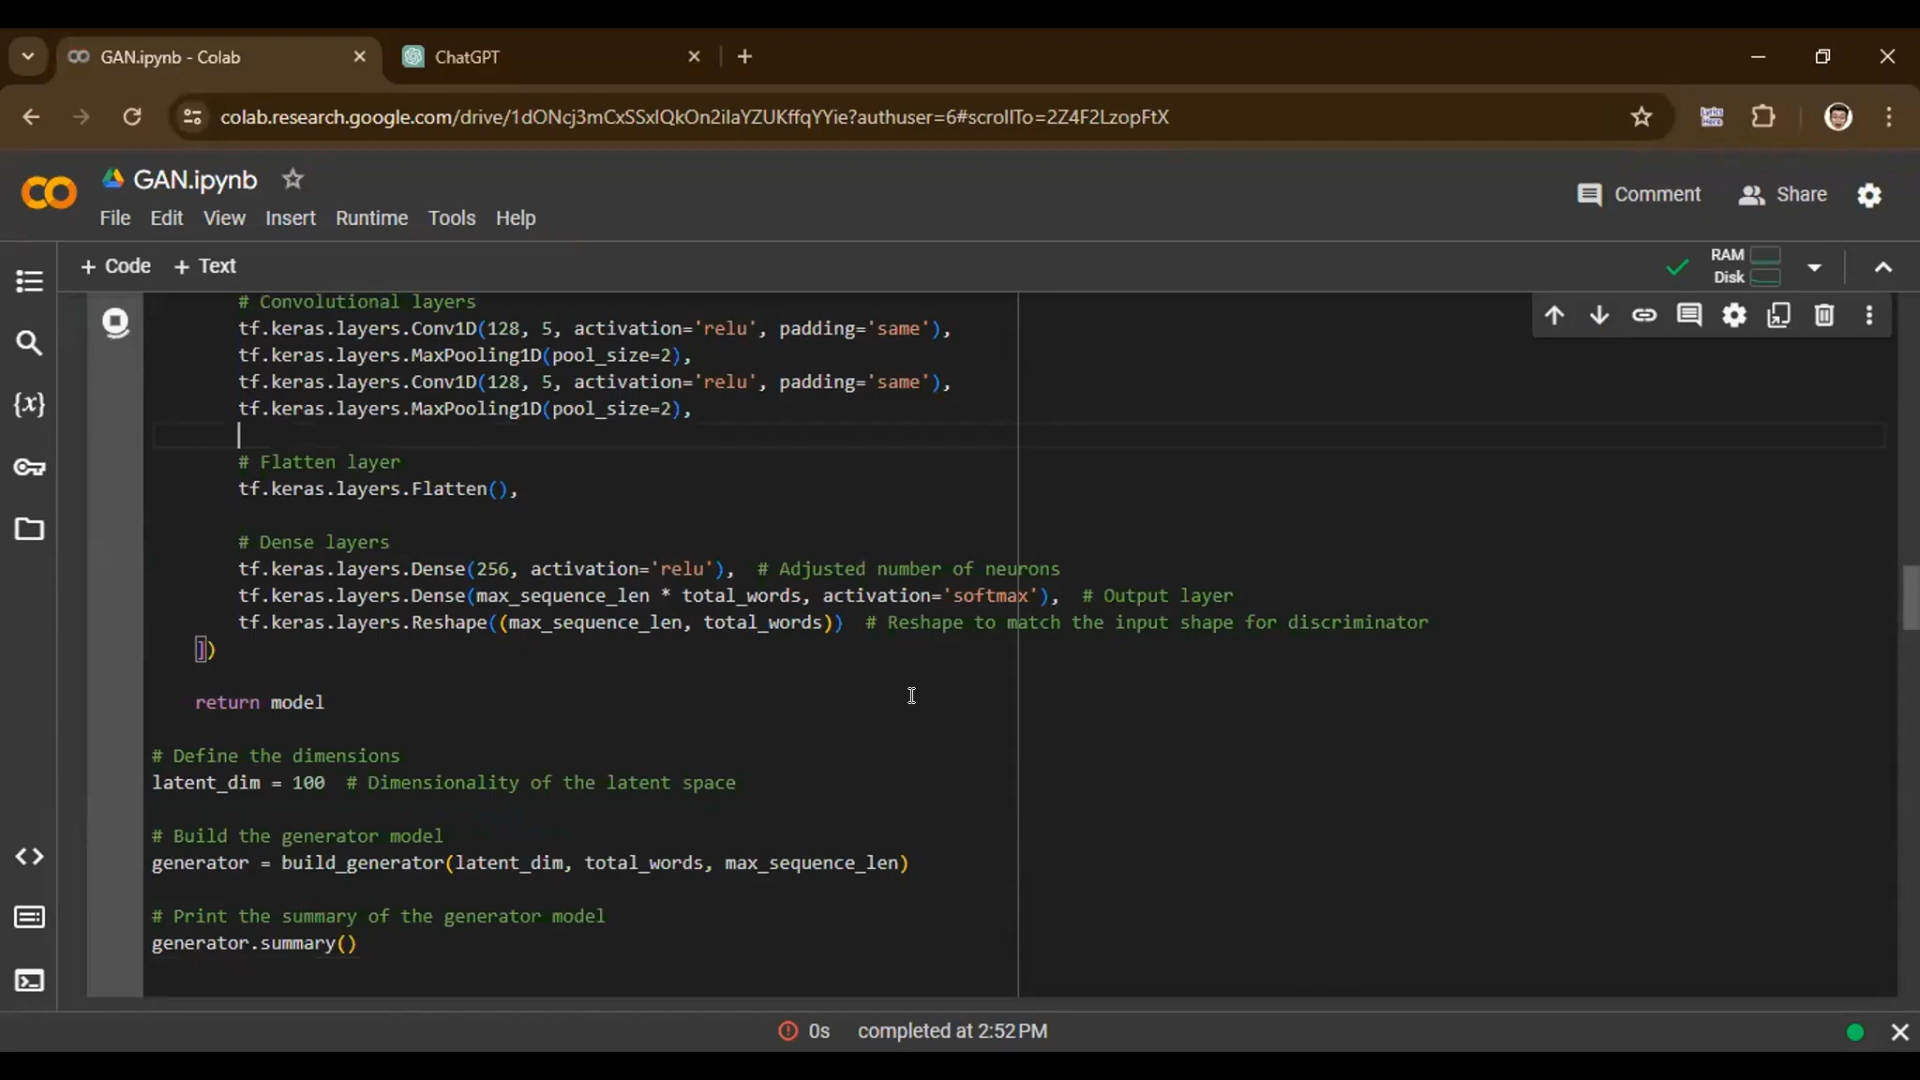 GAN.ipynb - Colab
ChatGPT
colab.research.google.com/drive/1dONcj3mCxSSxlQkOn2ilaYZUKffqYYie?authuser=6#scrollTo=2Z4F2LzopFtX
GAN.ipynb
File Edit View Insert Runtime Tools Help
Comment
Share
+ Code + Text
RAM
Disk
# Convolutional layers
tf.keras.layers.Conv1D(128, 5, activation='relu', padding='same'),
tf.keras.layers.MaxPooling1D(pool_size=2),
tf.keras.layers.Conv1D(128, 5, activation='relu', padding='same'),
tf.keras.layers.MaxPooling1D(pool_size=2),
# Flatten layer
tf.keras.layers.Flatten(),
# Dense layers
tf.keras.layers.Dense(256, activation='relu'),  # Adjusted number of neurons
tf.keras.layers.Dense(max_sequence_len * total_words, activation='softmax'),  # Output layer
tf.keras.layers.Reshape((max_sequence_len, total_words))  # Reshape to match the input shape for discriminator
])
return model
# Define the dimensions
latent_dim = 100  # Dimensionality of the latent space
# Build the generator model
generator = build_generator(latent_dim, total_words, max_sequence_len)
# Print the summary of the generator model
generator.summary()
0s completed at 2:52 PM